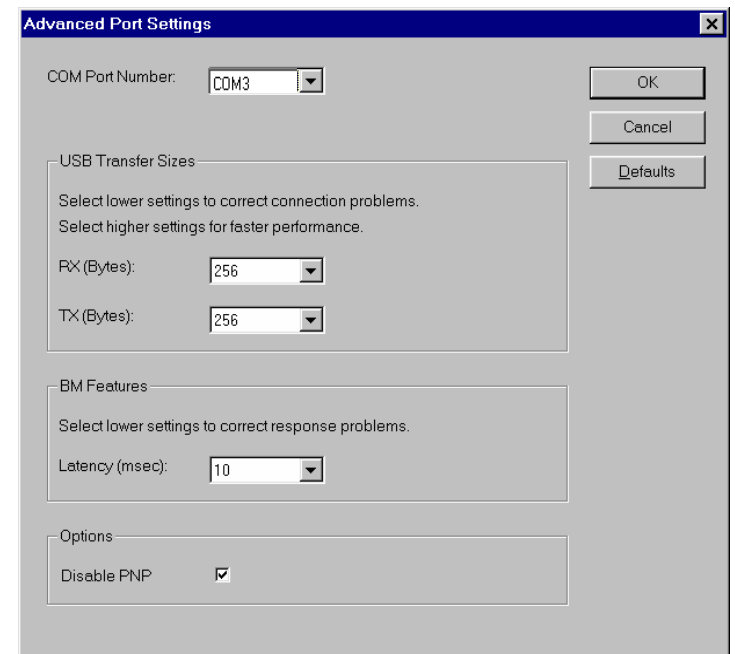 Advanced Port Settings
COM Port Number: COM3
OK
Cancel
Defaults
USB Transfer Sizes
Select lower settings to correct connection problems.
Select higher settings for faster performance.
RX (Bytes): 256
TX (Bytes): 256
BM Features
Select lower settings to correct response problems.
Latency (msec): 10
Options
Disable PNP